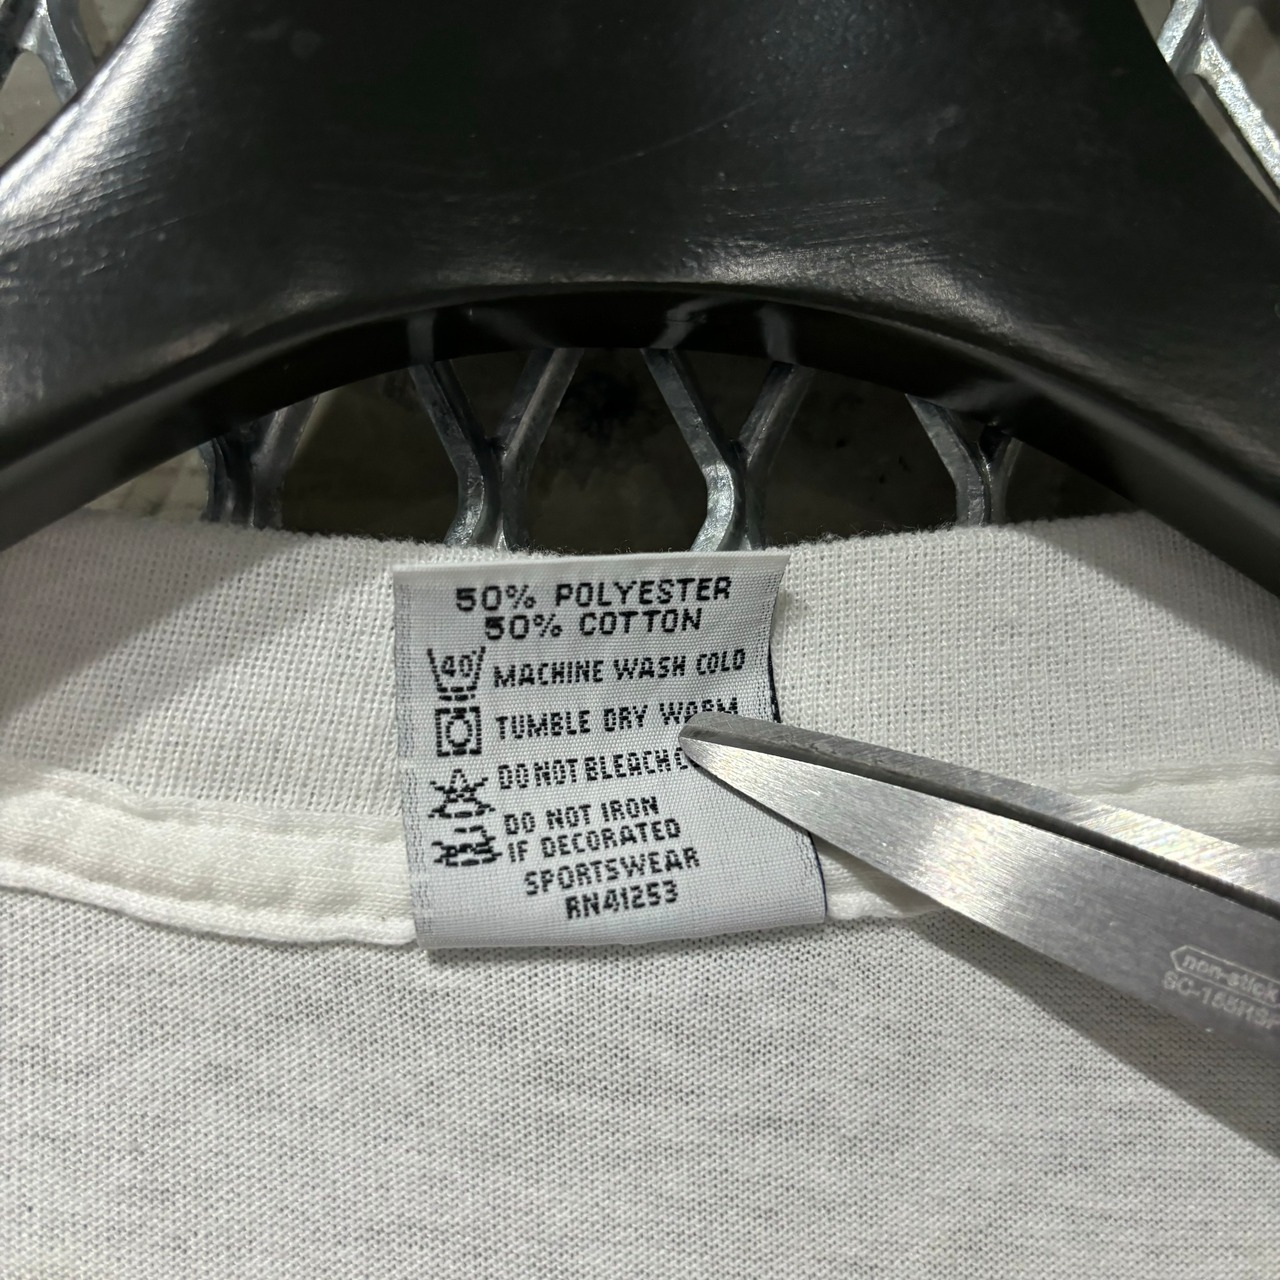 50% POLYESTER
50% COTTON
40 MACHINE WASH COLD
TUMBLE DRY WARM
DO NOT BLEACH
DO NOT IRON
IF DECORATED
SPORTSWEAR
RN41253
non-stick